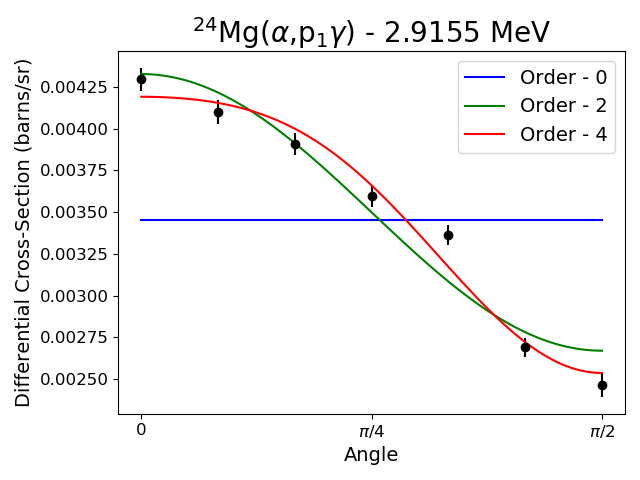 ²⁴Mg(α,p₁γ) - 2.9155 MeV
Differential Cross-Section (barns/sr)
0.00425
0.00400
0.00375
0.00350
0.00325
0.00300
0.00275
0.00250
Order - 0
Order - 2
Order - 4
0
π/4
π/2
Angle